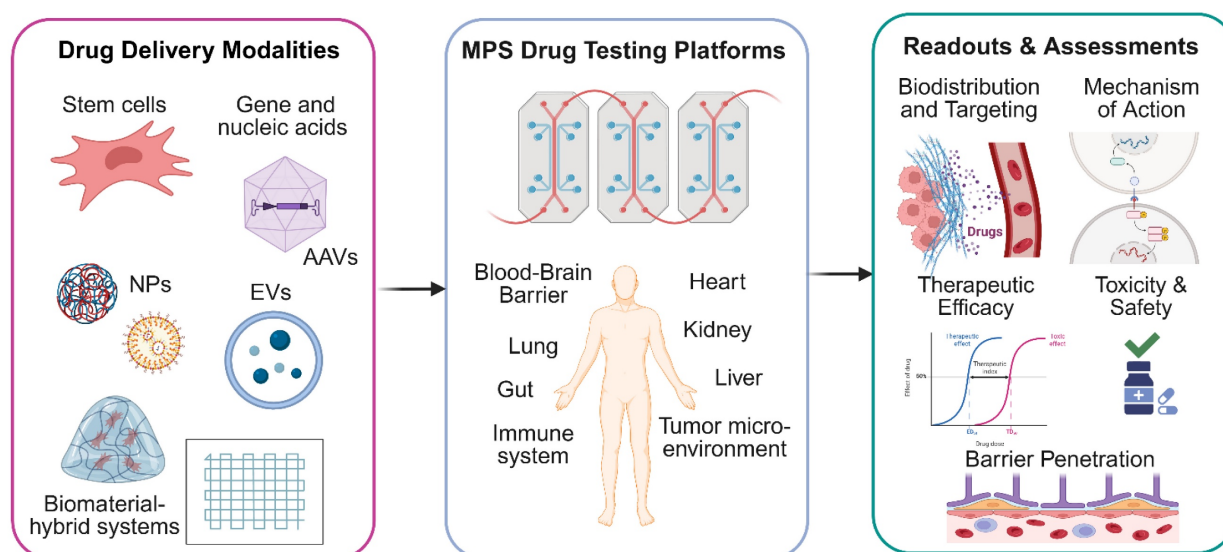 Drug Delivery Modalities
Stem cells
Gene and
nucleic acids
AAVs
NPs
EVs
Biomaterial-
hybrid systems
MPS Drug Testing Platforms
Blood-Brain
Barrier
Heart
Lung
Kidney
Gut
Liver
Immune
system
Tumor micro-
environment
Readouts & Assessments
Biodistribution
and Targeting
Mechanism
of Action
Drugs
Therapeutic
Efficacy
Toxicity &
Safety
Therapeutic
effect
Toxic
effect
Therapeutic
index
Effect of drug
50%
ED50
TD50
Drug dose
Barrier Penetration